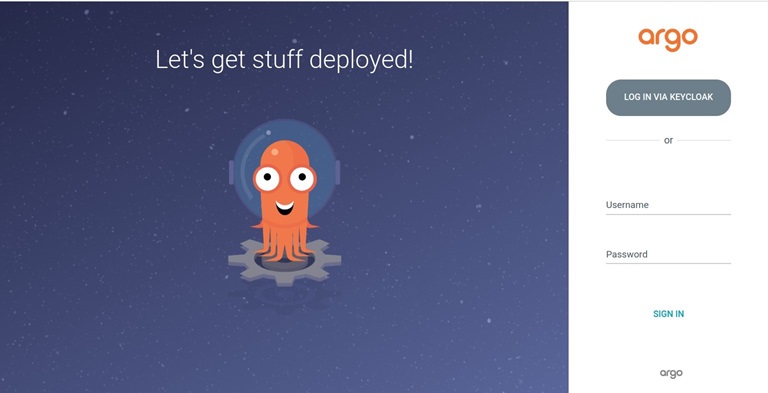 Let's get stuff deployed!
argo
LOG IN VIA KEYCLOAK
or
Username
Password
SIGN IN
argo